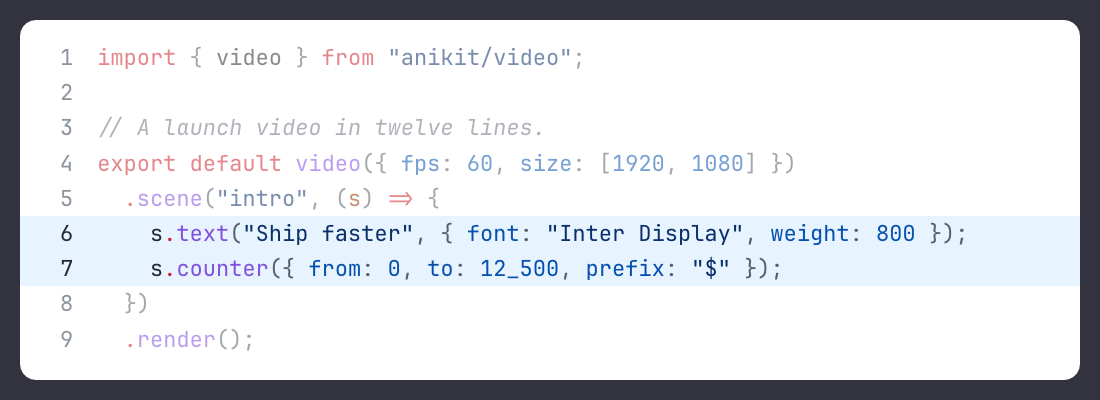 1 import { video } from "anikit/video";
2
3 // A launch video in twelve lines.
4 export default video({ fps: 60, size: [1920, 1080] })
5   .scene("intro", (s) => {
6     s.text("Ship faster", { font: "Inter Display", weight: 800 });
7     s.counter({ from: 0, to: 12_500, prefix: "$" });
8   })
9   .render();